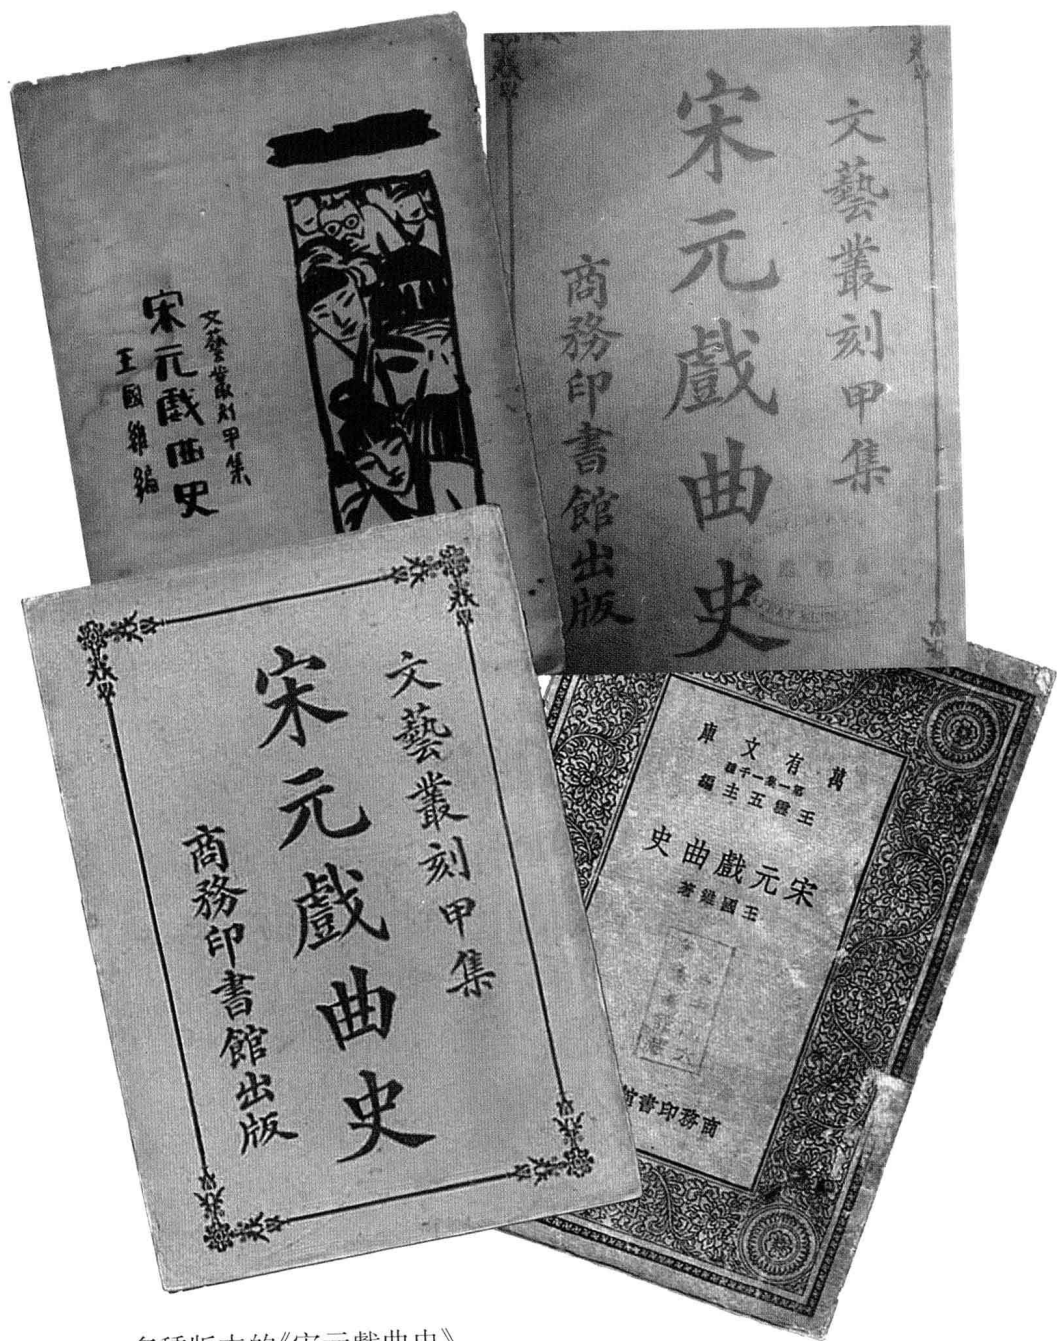 文藝叢刻甲集
宋元戲曲史
王國維編
文藝叢刻甲集
宋元戲曲史
商務印書館出版
文藝叢刻甲集
宋元戲曲史
商務印書館出版
萬有文庫
第一集一千種
王雲五主編
宋元戲曲史
王國維著
商務印書館
各種版本的《宋元戲曲史》